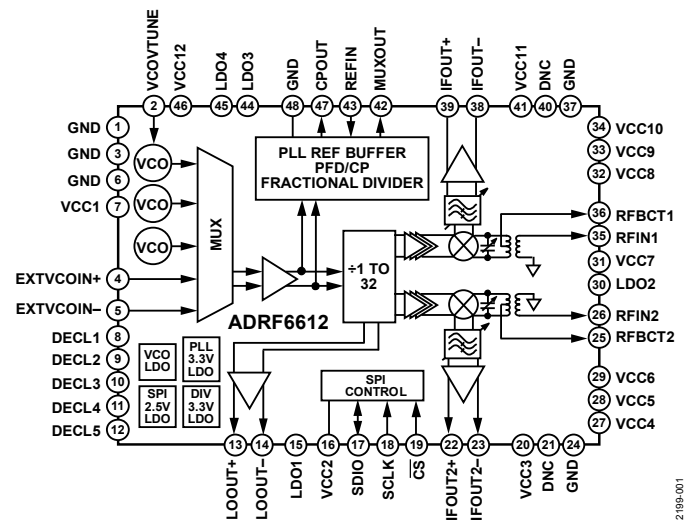 VCOVTUNE
VCC12
LDO4
LDO3
GND
CPOUT
REFIN
MUXOUT
IFOUT+
IFOUT–
VCC11
DNC
GND
2
46
45
44
48
47
43
42
39
38
41
40
37
GND
1
GND
3
GND
6
VCC1
7
EXTVCOIN+
4
EXTVCOIN–
5
DECL1
8
DECL2
9
DECL3
10
DECL4
11
DECL5
12
VCO
VCO
VCO
MUX
PLL REF BUFFER
PFD/CP
FRACTIONAL DIVIDER
÷1 TO
32
ADRF6612
VCO
LDO
PLL
3.3V
LDO
SPI
2.5V
LDO
DIV
3.3V
LDO
SPI
CONTROL
34
VCC10
33
VCC9
32
VCC8
36
RFBCT1
35
RFIN1
31
VCC7
30
LDO2
26
RFIN2
25
RFBCT2
29
VCC6
28
VCC5
27
VCC4
13
14
15
16
17
18
19
22
23
20
21
24
LOOUT+
LOOUT–
LDO1
VCC2
SDIO
SCLK
CS
IFOUT2+
IFOUT2–
VCC3
DNC
GND
2199-001